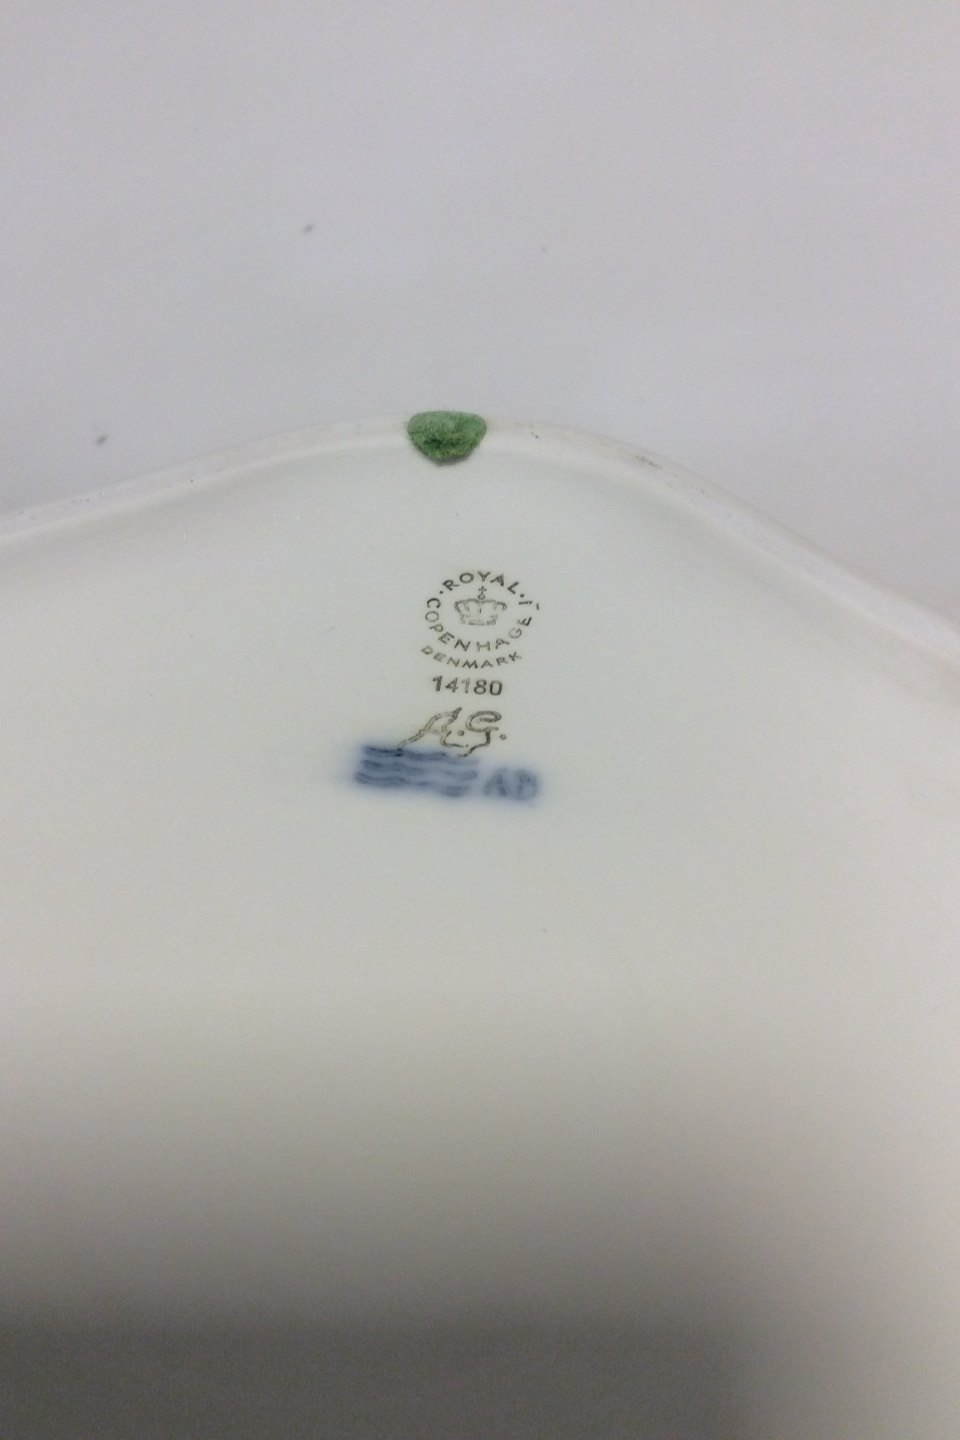 ROYAL
COPENHAGEN
DENMARK
14180
A.G.